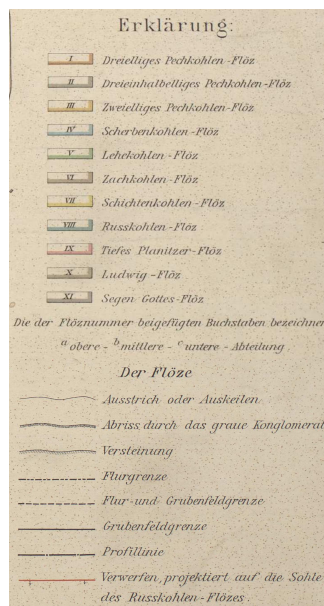 Erklärung:
I Dreielliges Pechkohlen-Flöz
II Dreieinhalbelliges Pechkohlen-Flöz
III Zweielliges Pechkohlen-Flöz
IV Scherbenkohlen-Flöz
V Lehekohlen-Flöz
VI Zachkohlen-Flöz
VII Schichtenkohlen-Flöz
VIII Russkohlen-Flöz
IX Tiefes Planitzer-Flöz
X Ludwig-Flöz
XI Segen-Gottes-Flöz
Die der Flöznummer beigefügten Buchstaben bezeichnen
a obere - b mittlere - c untere - Abteilung.
Der Flöze
Ausstrich oder Auskeilen
Abriss durch das graue Konglomerat
Versteinung
Flurgrenze
Flur-und Grubenfeldgrenze
Grubenfeldgrenze
Profillinie
Verwerfen, projektiert auf die Sohle
des Russkohlen-Flözes.